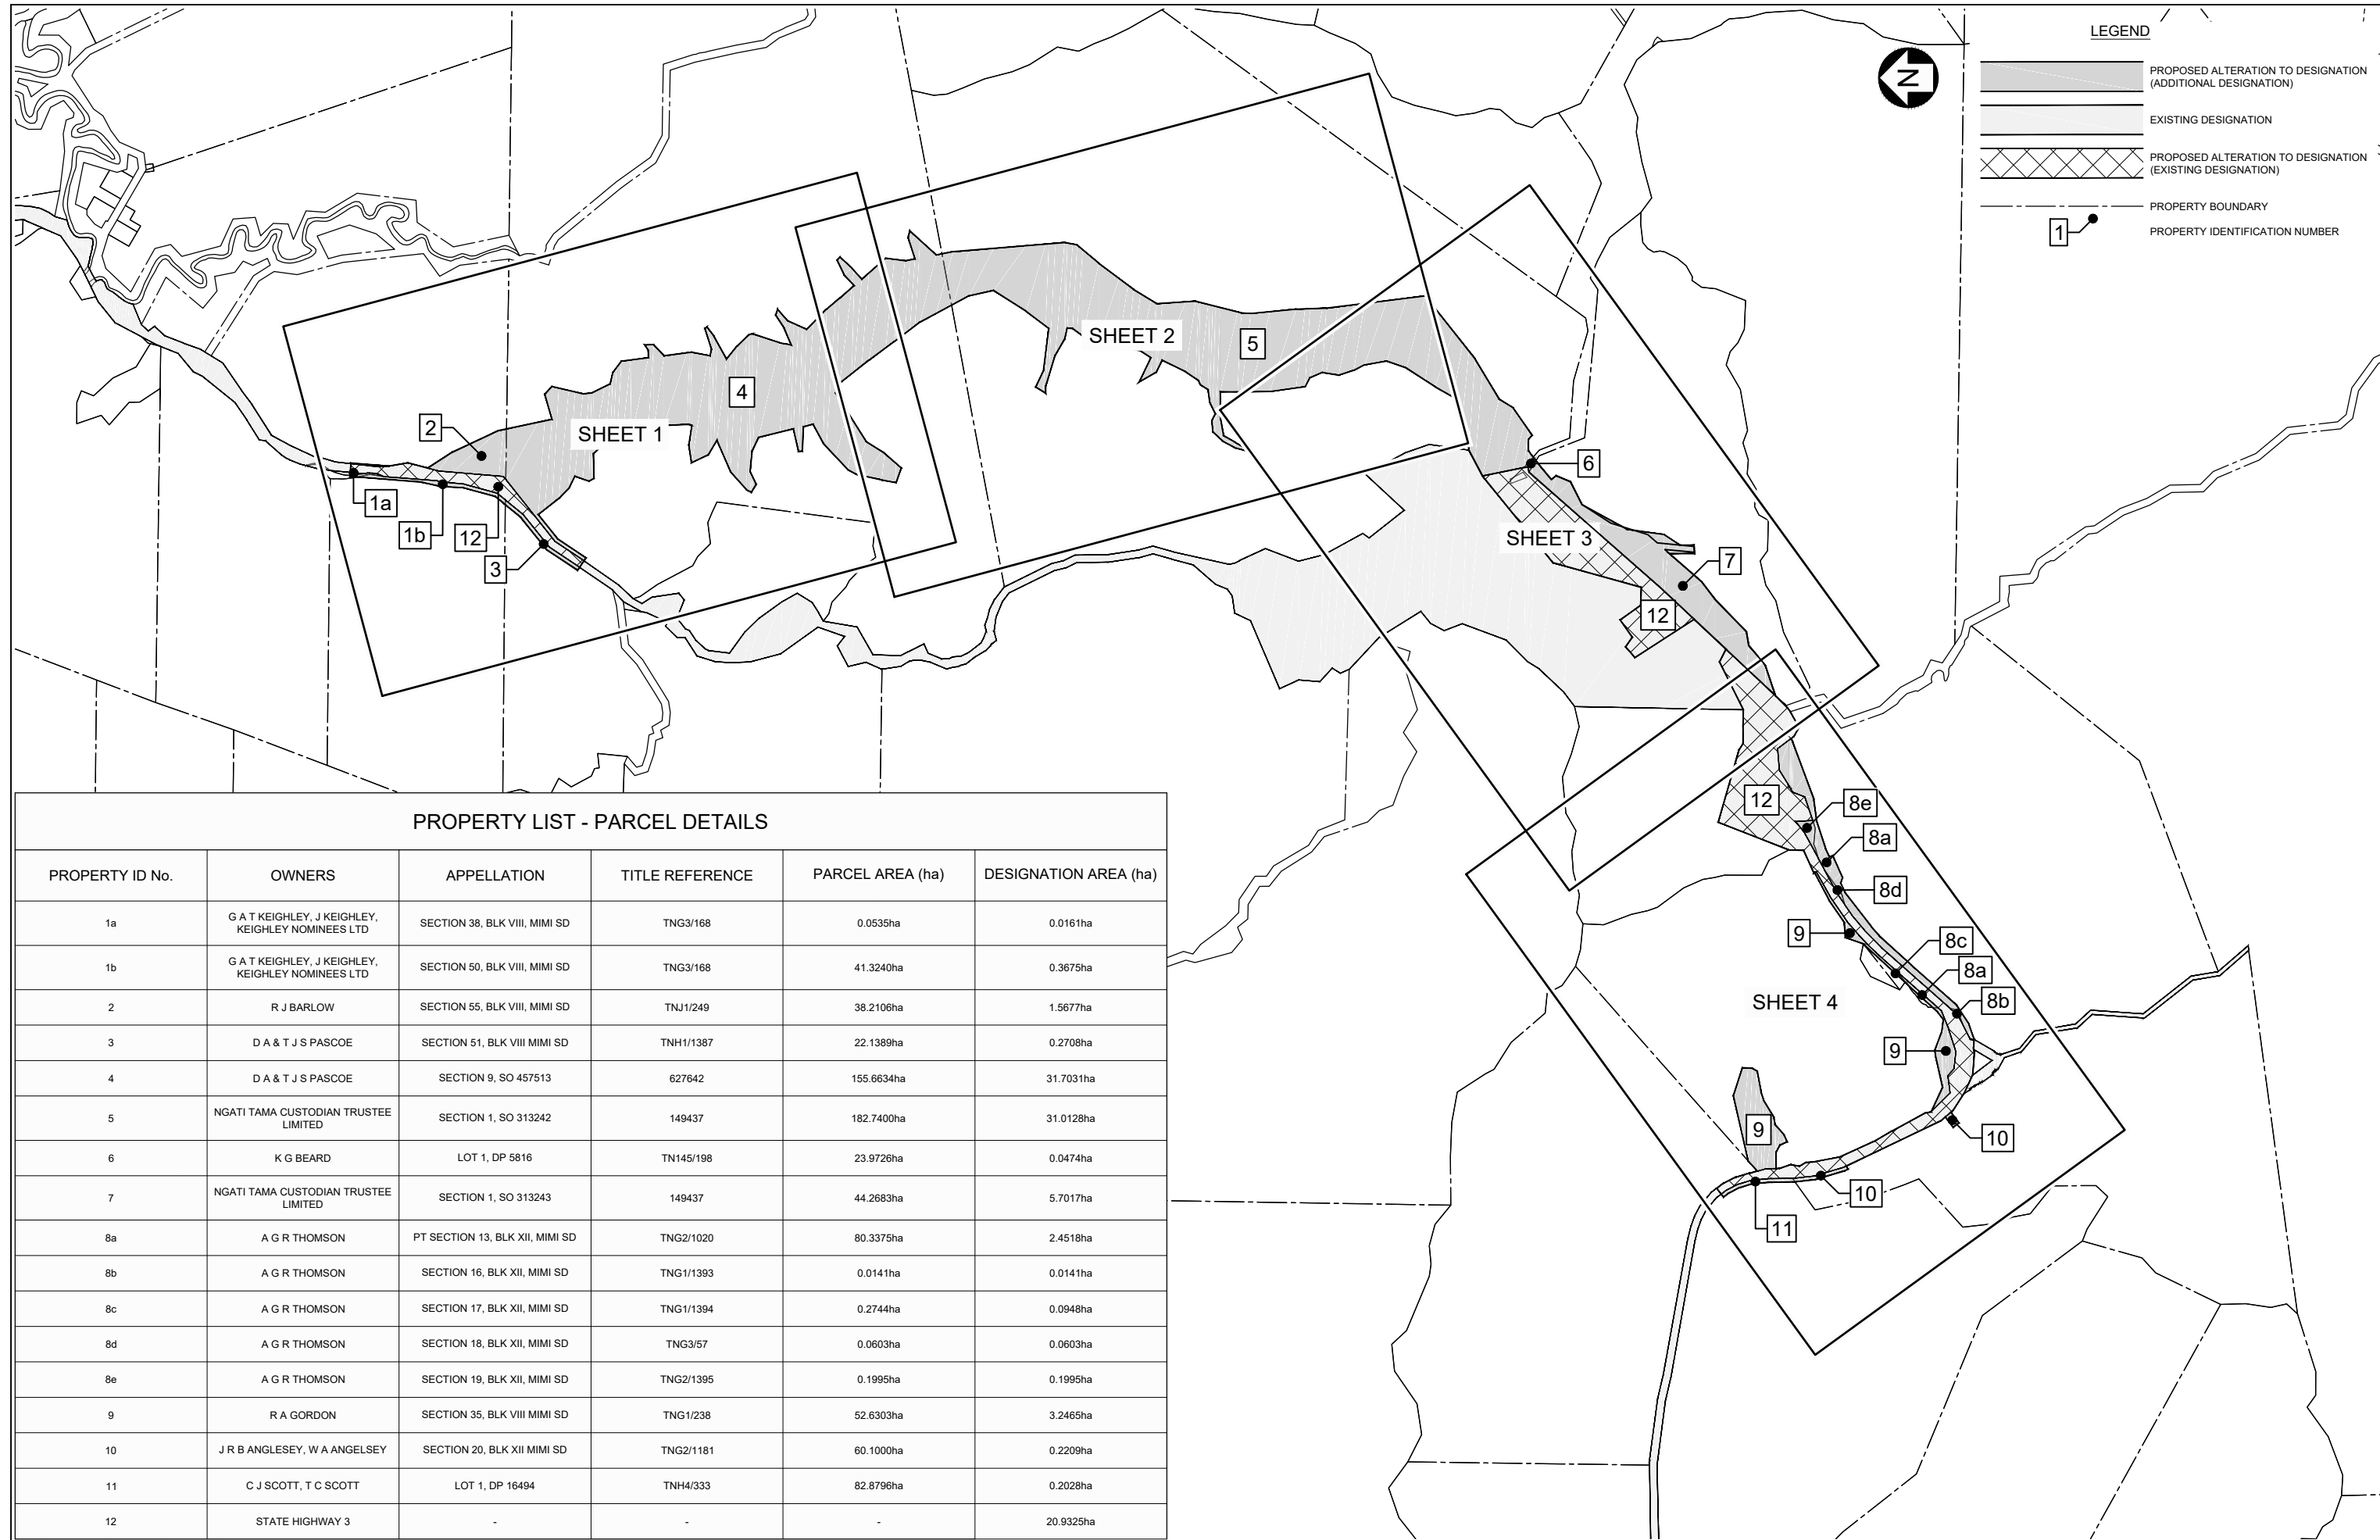 LEGEND
PROPOSED ALTERATION TO DESIGNATION
(ADDITIONAL DESIGNATION)
EXISTING DESIGNATION
PROPOSED ALTERATION TO DESIGNATION
(EXISTING DESIGNATION)
PROPERTY BOUNDARY
1 PROPERTY IDENTIFICATION NUMBER
N
SHEET 2
5
4
2
SHEET 1
6
1a
1b
12
3
SHEET 3
7
12
12
8e
8a
8d
9
8c
8a
8b
SHEET 4
9
9
10
10
11
PROPERTY LIST - PARCEL DETAILS
PROPERTY ID No. OWNERS APPELLATION TITLE REFERENCE PARCEL AREA (ha) DESIGNATION AREA (ha)
1a G A T KEIGHLEY, J KEIGHLEY, KEIGHLEY NOMINEES LTD SECTION 38, BLK VIII, MIMI SD TNG3/168 0.0535ha 0.0161ha
1b G A T KEIGHLEY, J KEIGHLEY, KEIGHLEY NOMINEES LTD SECTION 50, BLK VIII, MIMI SD TNG3/168 41.3240ha 0.3675ha
2 R J BARLOW SECTION 55, BLK VIII, MIMI SD TNJ1/249 38.2106ha 1.5677ha
3 D A & T J S PASCOE SECTION 51, BLK VIII MIMI SD TNH1/1387 22.1389ha 0.2708ha
4 D A & T J S PASCOE SECTION 9, SO 457513 627642 155.6634ha 31.7031ha
5 NGATI TAMA CUSTODIAN TRUSTEE LIMITED SECTION 1, SO 313242 149437 182.7400ha 31.0128ha
6 K G BEARD LOT 1, DP 5816 TN145/198 23.9726ha 0.0474ha
7 NGATI TAMA CUSTODIAN TRUSTEE LIMITED SECTION 1, SO 313243 149437 44.2683ha 5.7017ha
8a A G R THOMSON PT SECTION 13, BLK XII, MIMI SD TNG2/1020 80.3375ha 2.4518ha
8b A G R THOMSON SECTION 16, BLK XII, MIMI SD TNG1/1393 0.0141ha 0.0141ha
8c A G R THOMSON SECTION 17, BLK XII, MIMI SD TNG1/1394 0.2744ha 0.0948ha
8d A G R THOMSON SECTION 18, BLK XII, MIMI SD TNG3/57 0.0603ha 0.0603ha
8e A G R THOMSON SECTION 19, BLK XII, MIMI SD TNG2/1395 0.1995ha 0.1995ha
9 R A GORDON SECTION 35, BLK VIII MIMI SD TNG1/238 52.6303ha 3.2465ha
10 J R B ANGLESEY, W A ANGELSEY SECTION 20, BLK XII MIMI SD TNG2/1181 60.1000ha 0.2209ha
11 C J SCOTT, T C SCOTT LOT 1, DP 16494 TNH4/333 82.8796ha 0.2028ha
12 STATE HIGHWAY 3 - - - 20.9325ha